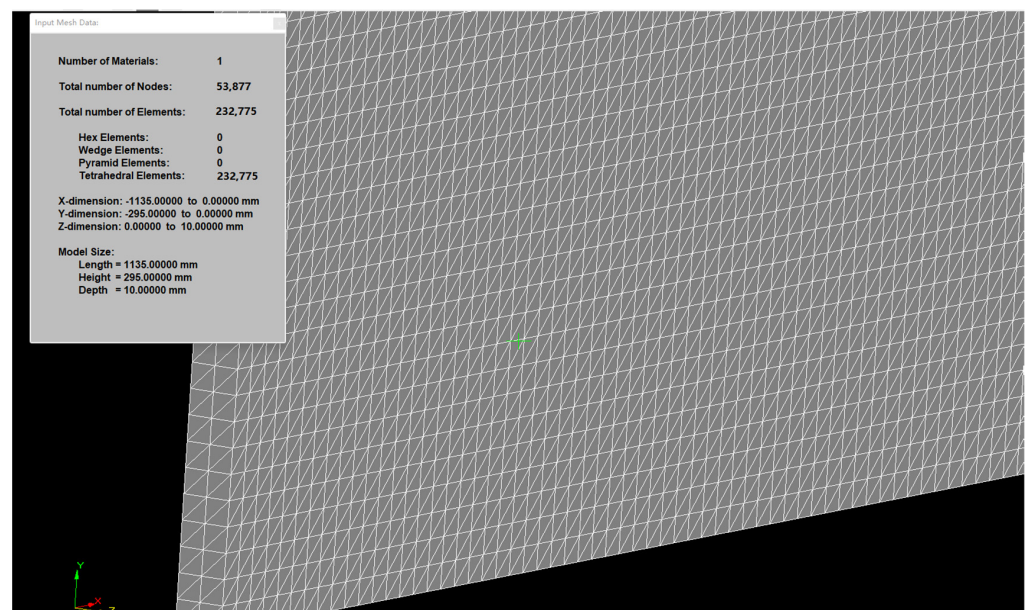 Input Mesh Data:
Number of Materials: 1
Total number of Nodes: 53,877
Total number of Elements: 232,775
Hex Elements: 0
Wedge Elements: 0
Pyramid Elements: 0
Tetrahedral Elements: 232,775
X-dimension: -1135.00000 to 0.00000 mm
Y-dimension: -295.00000 to 0.00000 mm
Z-dimension: 0.00000 to 10.00000 mm
Model Size:
Length = 1135.00000 mm
Height = 295.00000 mm
Depth = 10.00000 mm
Y
X
Z